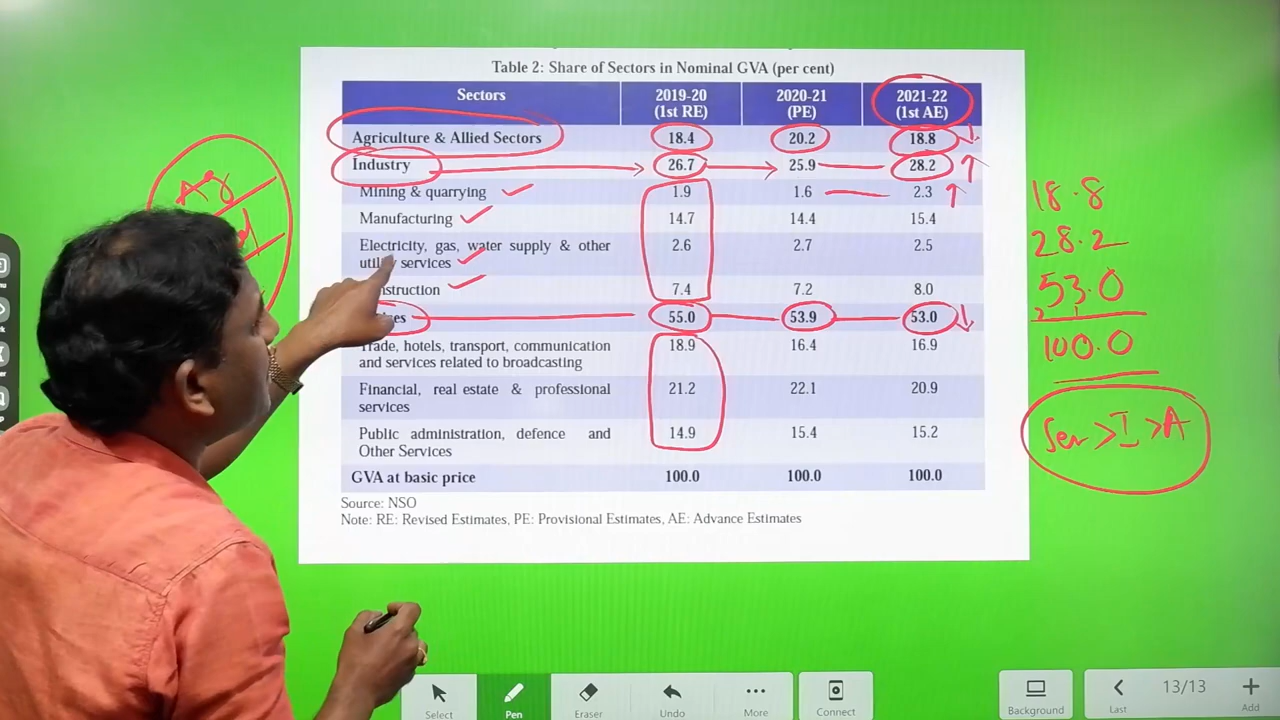 Table 2: Share of Sectors in Nominal GVA (per cent)
Sectors 2019-20 (1st RE) 2020-21 (PE) 2021-22 (1st AE)
Agriculture & Allied Sectors 18.4 20.2 18.8
Industry 26.7 25.9 28.2
Mining & quarrying 1.9 1.6 2.3
Manufacturing 14.7 14.4 15.4
Electricity, gas, water supply & other
utility services 2.6 2.7 2.5
7.4 7.2 8.0
55.0 53.9 53.0
Trade, hotels, transport, communication
and services related to broadcasting 18.9 16.4 16.9
Financial, real estate & professional
services 21.2 22.1 20.9
Public administration, defence and
Other Services 14.9 15.4 15.2
GVA at basic price 100.0 100.0 100.0
Source: NSO
Note: RE: Revised Estimates, PE: Provisional Estimates, AE: Advance Estimates
18.8
28.2
53.0
100.0
Ser > I > A
Ag
Select
Pen
Eraser
Undo
More
Connect
Background
Last
13/13
Add